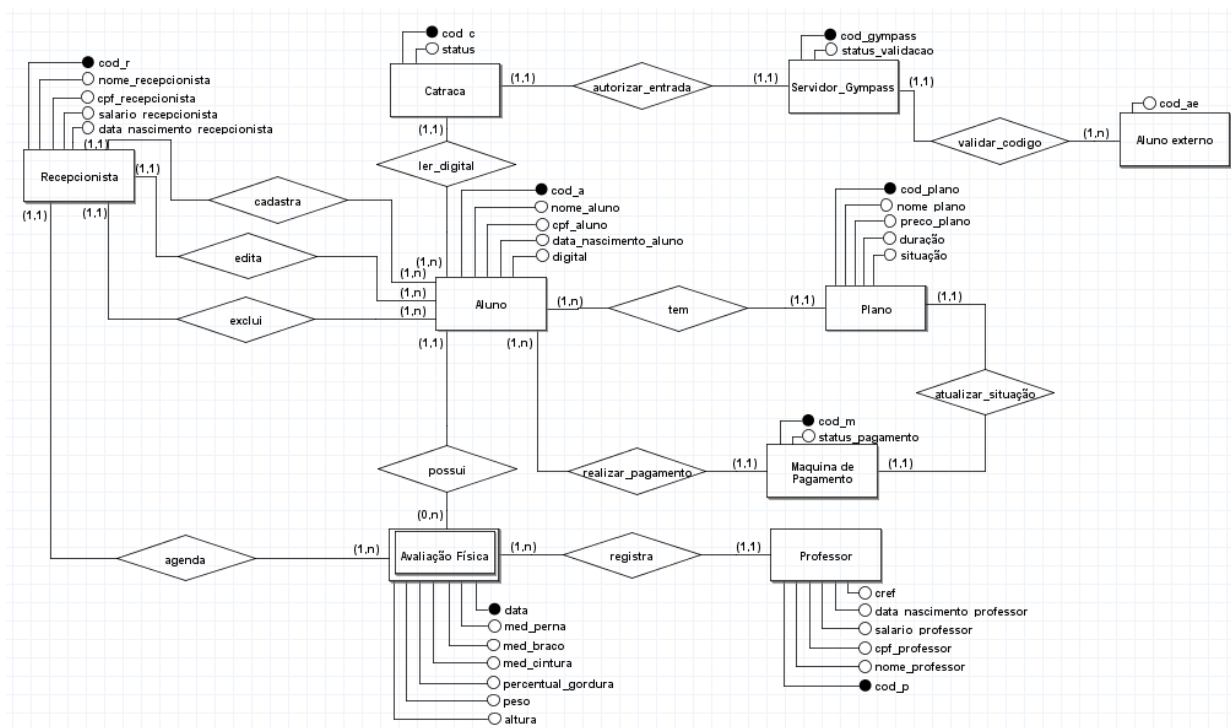 cod_c
status
Catraca
(1,1)
autorizar_entrada
(1,1)
cod_gympass
status_validacao
Servidor_Gympass
(1,1)
validar_codigo
(1,n)
cod_ae
Aluno externo
cod_r
nome_recepcionista
cpf_recepcionista
salario_recepcionista
data_nascimento_recepcionista
(1,1)
Recepcionista
(1,1)
(1,1)
(1,1)
(1,1)
ler_digital
(1,n)
cadastra
(1,n)
edita
(1,n)
exclui
(1,n)
cod_a
nome_aluno
cpf_aluno
data_nascimento_aluno
digital
Aluno
(1,n)
tem
(1,1)
cod_plano
nome_plano
preco_plano
duração
situação
Plano
(1,1)
(1,1)
(1,n)
atualizar_situação
possui
realizar_pagamento
(1,1)
cod_m
status_pagamento
Maquina de
Pagamento
(1,1)
(0,n)
agenda
(1,n)
Avaliação Física
(1,n)
registra
(1,1)
Professor
data
med_perna
med_braco
med_cintura
percentual_gordura
peso
altura
cref
data_nascimento_professor
salario_professor
cpf_professor
nome_professor
cod_p